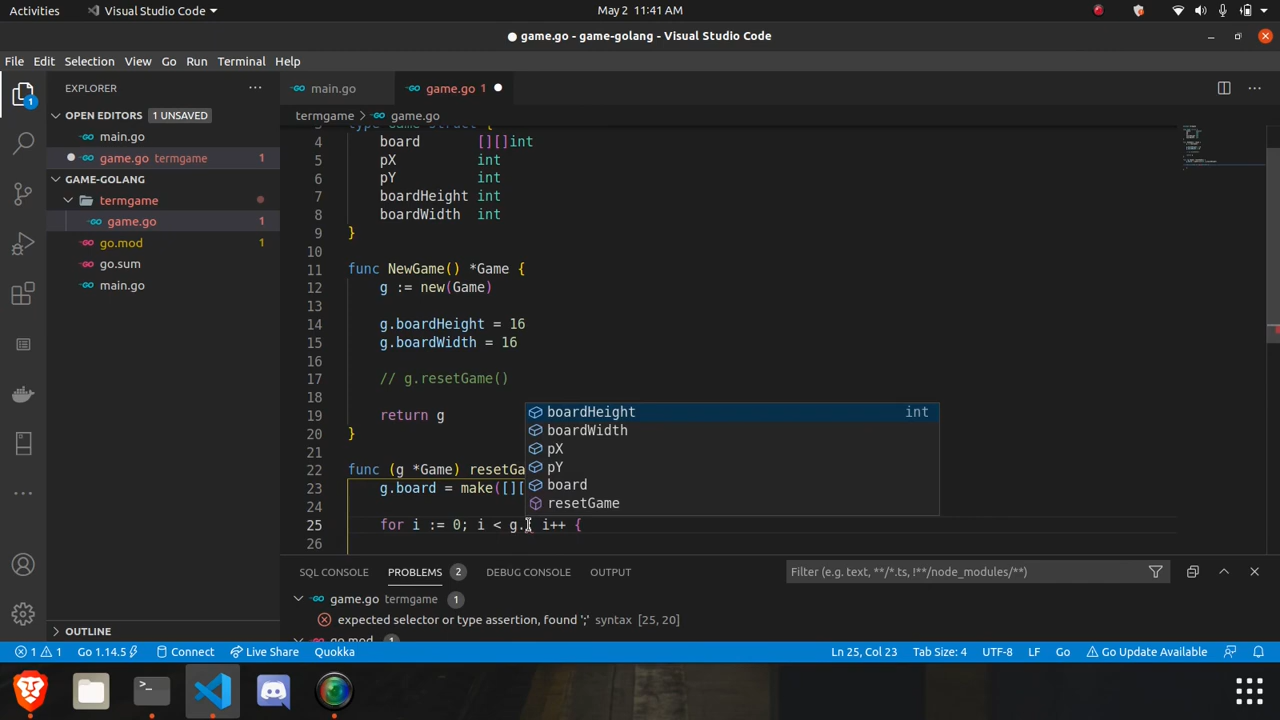 Activities
Visual Studio Code
May 2 11:41 AM
game.go - game-golang - Visual Studio Code
File Edit Selection View Go Run Terminal Help
EXPLORER
OPEN EDITORS 1 UNSAVED
main.go
game.go termgame 1
GAME-GOLANG
termgame
game.go 1
go.mod 1
go.sum
main.go
OUTLINE
1
main.go
game.go 1
termgame > game.go
4 board [][]int
5 pX int
6 pY int
7 boardHeight int
8 boardWidth int
9 }
10
11 func NewGame() *Game {
12 g := new(Game)
13
14 g.boardHeight = 16
15 g.boardWidth = 16
16
17 // g.resetGame()
18
19 return g
20 }
21
22 func (g *Game) resetGa
23 g.board = make([][
24
25 for i := 0; i < g.; i++ {
26
boardHeight int
boardWidth
pX
pY
board
resetGame
SQL CONSOLE PROBLEMS 2 DEBUG CONSOLE OUTPUT
Filter (e.g. text, **/*.ts, !**/node_modules/**)
game.go termgame 1
expected selector or type assertion, found ';' syntax [25, 20]
1 1 Go 1.14.5 Connect Live Share Quokka Ln 25, Col 23 Tab Size: 4 UTF-8 LF Go Go Update Available